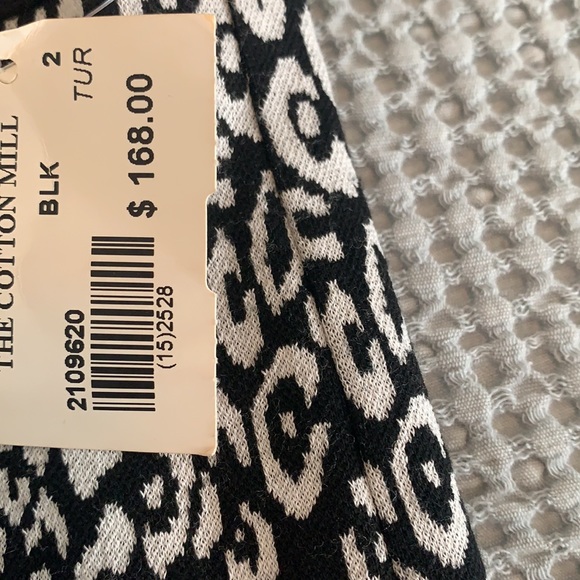 THE COTTON MILL
BLK 2
TUR
$ 168.00
2109620
(15)2528